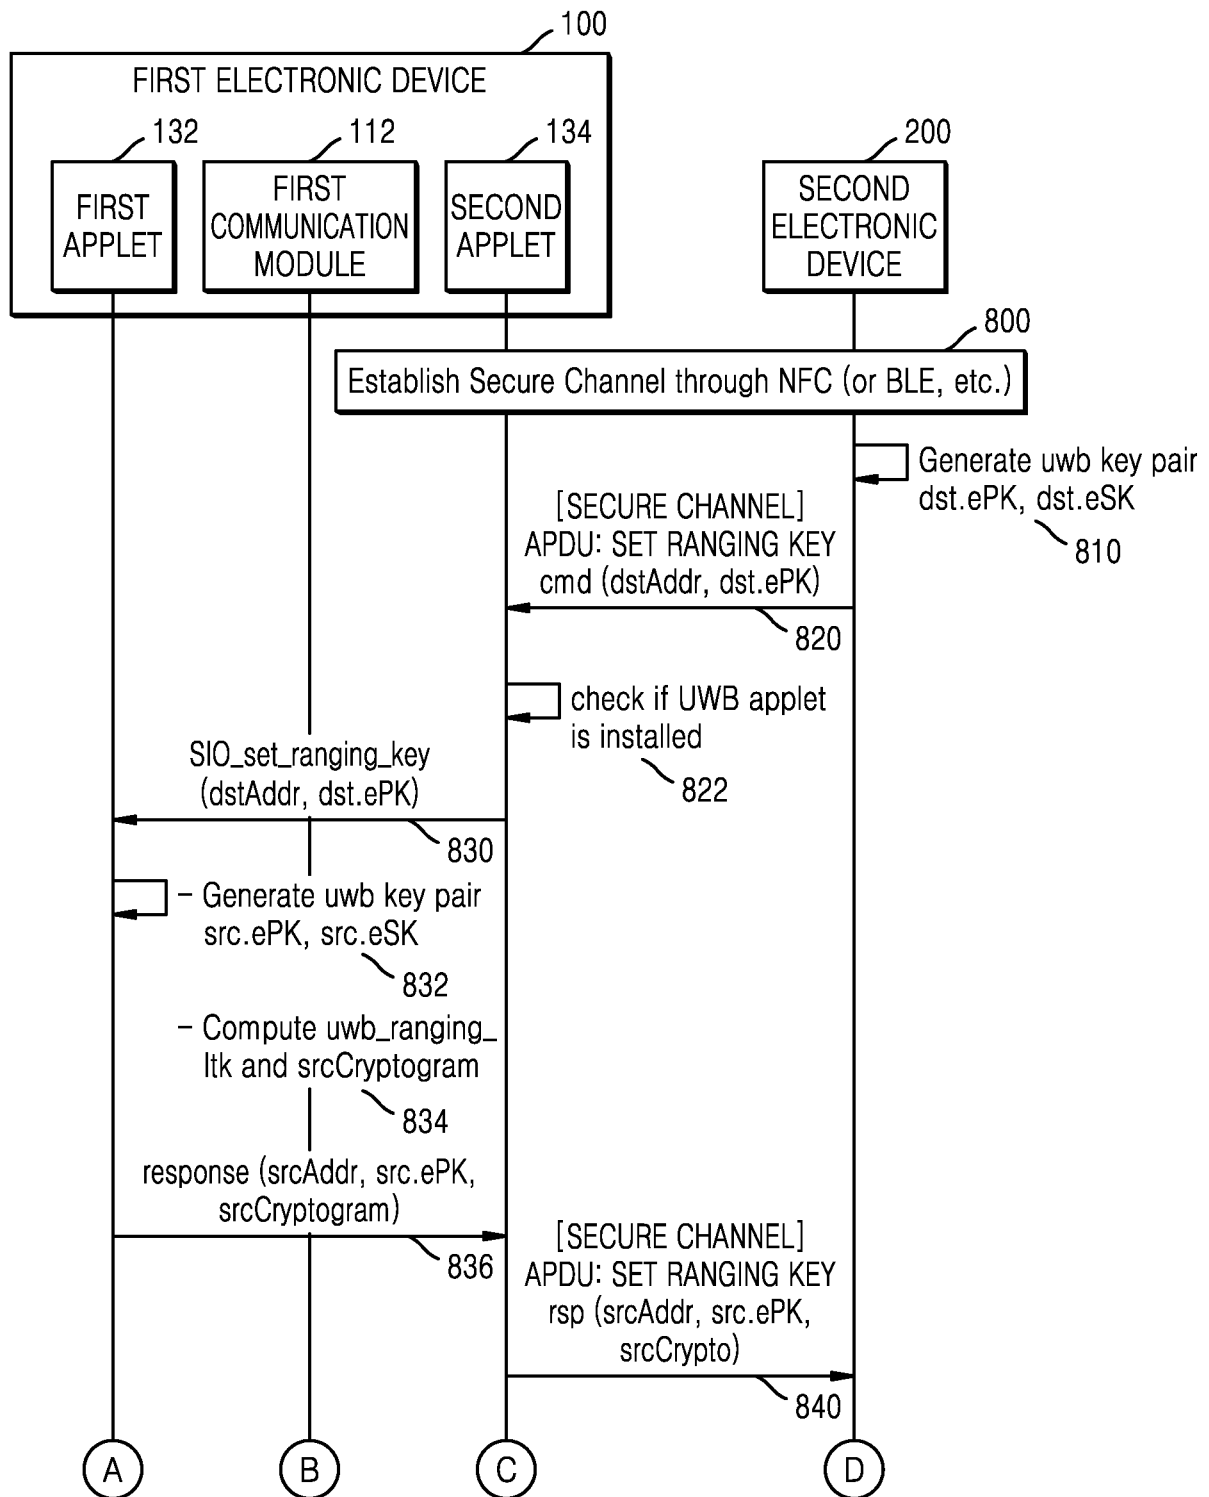 100
FIRST ELECTRONIC DEVICE
132
112
134
200
FIRST
APPLET
FIRST
COMMUNICATION
MODULE
SECOND
APPLET
SECOND
ELECTRONIC
DEVICE
800
Establish Secure Channel through NFC (or BLE, etc.)
Generate uwb key pair
dst.ePK, dst.eSK
810
[SECURE CHANNEL]
APDU: SET RANGING KEY
cmd (dstAddr, dst.ePK)
820
check if UWB applet
is installed
822
SIO_set_ranging_key
(dstAddr, dst.ePK)
830
- Generate uwb key pair
src.ePK, src.eSK
832
- Compute uwb_ranging_
ltk and srcCryptogram
834
response (srcAddr, src.ePK,
srcCryptogram)
836
[SECURE CHANNEL]
APDU: SET RANGING KEY
rsp (srcAddr, src.ePK,
srcCrypto)
840
A
B
C
D